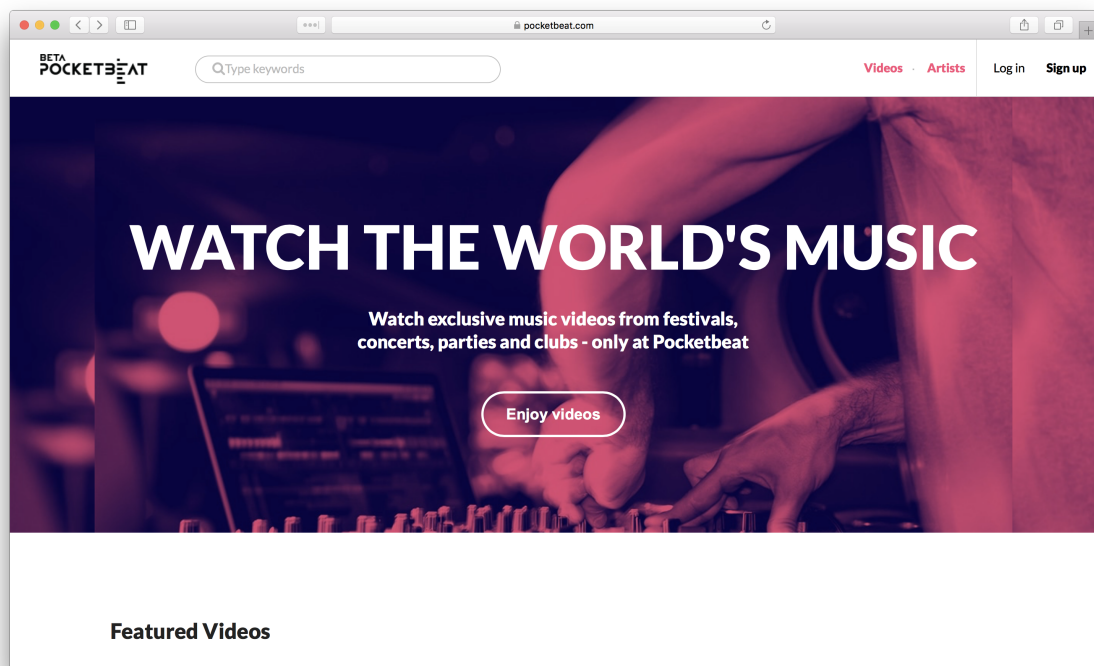 pocketbeat.com
BETA
POCKETBEAT
Type keywords
Videos · Artists
Log in
Sign up
WATCH THE WORLD'S MUSIC
Watch exclusive music videos from festivals,
concerts, parties and clubs - only at Pocketbeat
Enjoy videos
Featured Videos